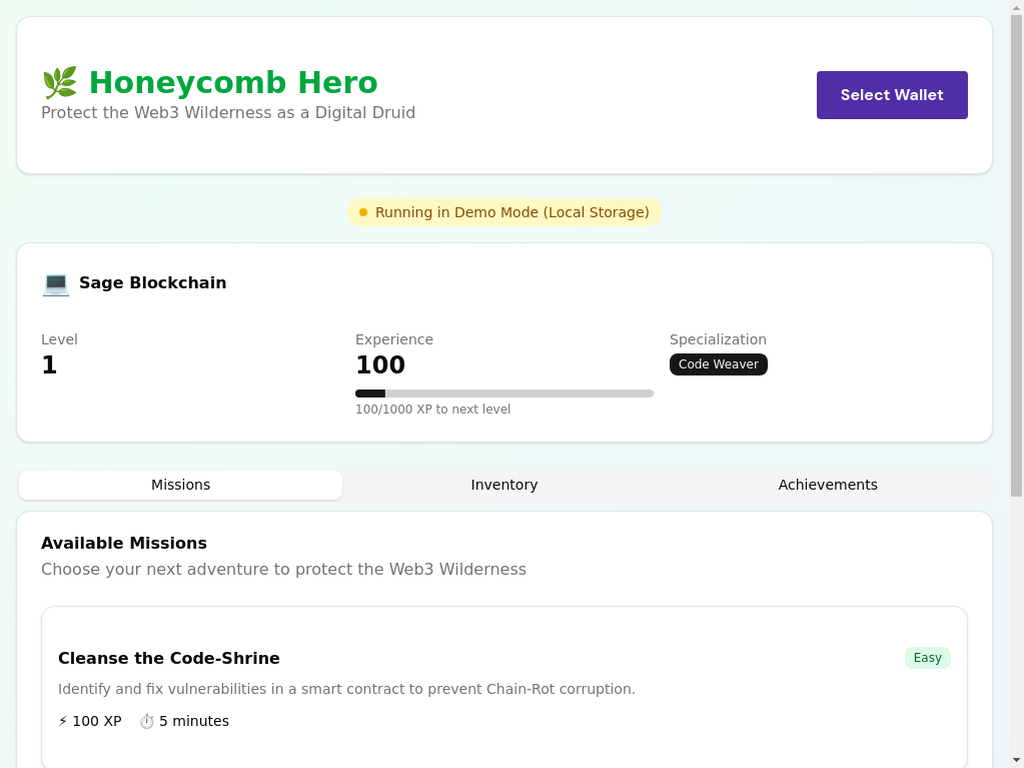 Honeycomb Hero
Protect the Web3 Wilderness as a Digital Druid
Select Wallet
Running in Demo Mode (Local Storage)
Sage Blockchain
Level
1
Experience
100
100/1000 XP to next level
Specialization
Code Weaver
Missions
Inventory
Achievements
Available Missions
Choose your next adventure to protect the Web3 Wilderness
Cleanse the Code-Shrine
Easy
Identify and fix vulnerabilities in a smart contract to prevent Chain-Rot corruption.
⚡ 100 XP ⏱️ 5 minutes